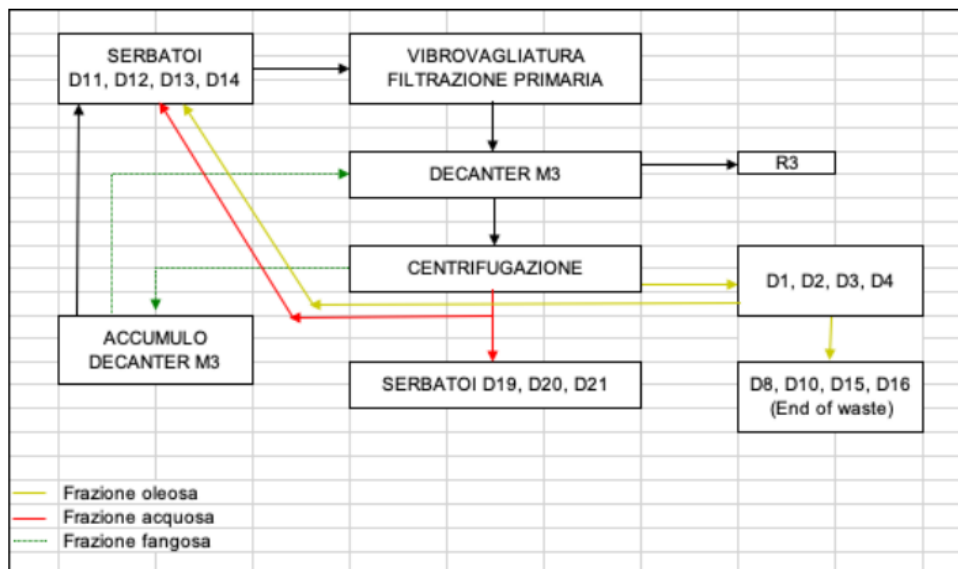 SERBATOI
D11, D12, D13, D14
VIBROVAGLIATURA
FILTRAZIONE PRIMARIA
DECANTER M3
R3
CENTRIFUGAZIONE
D1, D2, D3, D4
ACCUMULO
DECANTER M3
SERBATOI D19, D20, D21
D8, D10, D15, D16
(End of waste)
Frazione oleosa
Frazione acquosa
Frazione fangosa